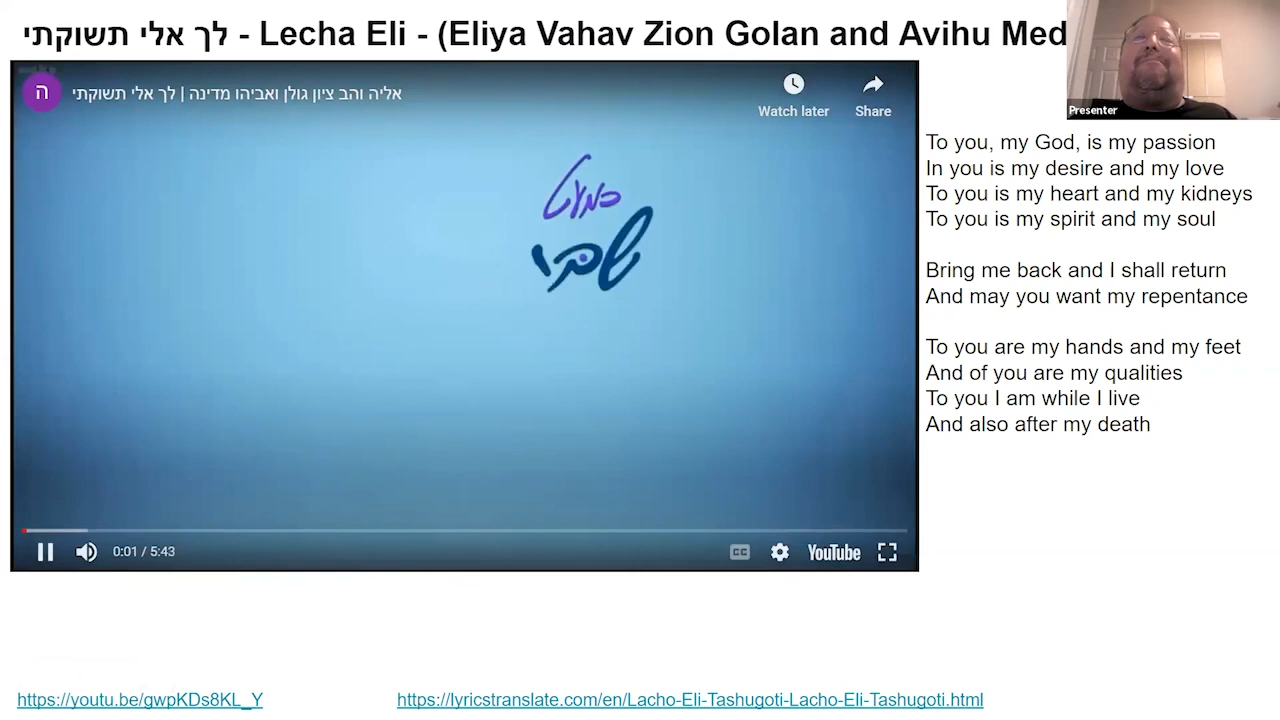 לך אלי תשוקתי - Lecha Eli - (Eliya Vahav Zion Golan and Avihu Med
Presenter
ה
אליה והב ציון גולן ואביהו מדינה | לך אלי תשוקתי
Watch later
Share
כמעט
שבי
To you, my God, is my passion
In you is my desire and my love
To you is my heart and my kidneys
To you is my spirit and my soul
Bring me back and I shall return
And may you want my repentance
To you are my hands and my feet
And of you are my qualities
To you I am while I live
And also after my death
0:01 / 5:43
CC
YouTube
https://youtu.be/gwpKDs8KL_Y
https://lyricstranslate.com/en/Lacho-Eli-Tashugoti-Lacho-Eli-Tashugoti.html